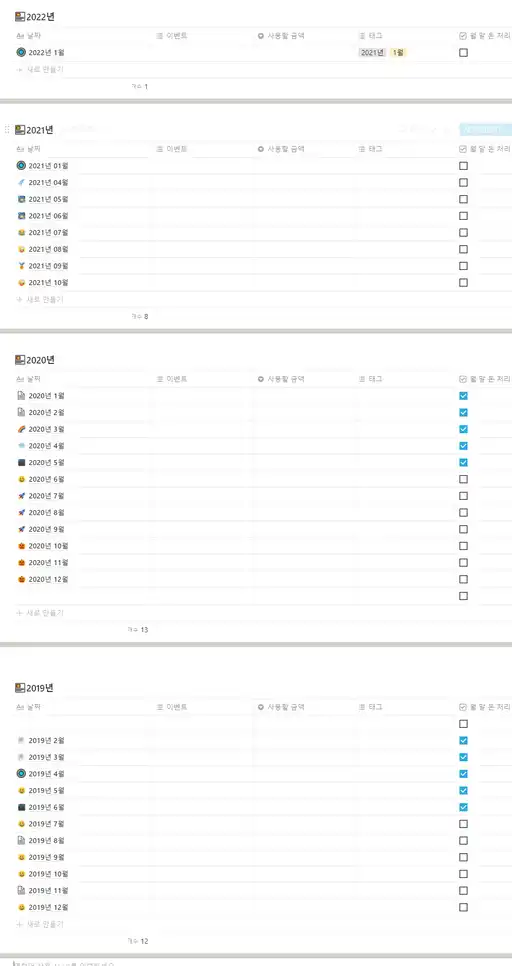 2022년
날짜 이벤트 사용할 금액 태그 월 말 돈 처리
2022년 1월 2021년 1월
+ 새로 만들기
개수 1
2021년
날짜 이벤트 사용할 금액 태그 월 말 돈 처리
2021년 01월
2021년 04월
2021년 05월
2021년 06월
2021년 07월
2021년 08월
2021년 09월
2021년 10월
+ 새로 만들기
개수 8
2020년
날짜 이벤트 사용할 금액 태그 월 말 돈 처리
2020년 1월
2020년 2월
2020년 3월
2020년 4월
2020년 5월
2020년 6월
2020년 7월
2020년 8월
2020년 9월
2020년 10월
2020년 11월
2020년 12월
+ 새로 만들기
개수 13
2019년
날짜 이벤트 사용할 금액 태그 월 말 돈 처리
2019년 2월
2019년 3월
2019년 4월
2019년 5월
2019년 6월
2019년 7월
2019년 8월
2019년 9월
2019년 10월
2019년 11월
2019년 12월
+ 새로 만들기
개수 12